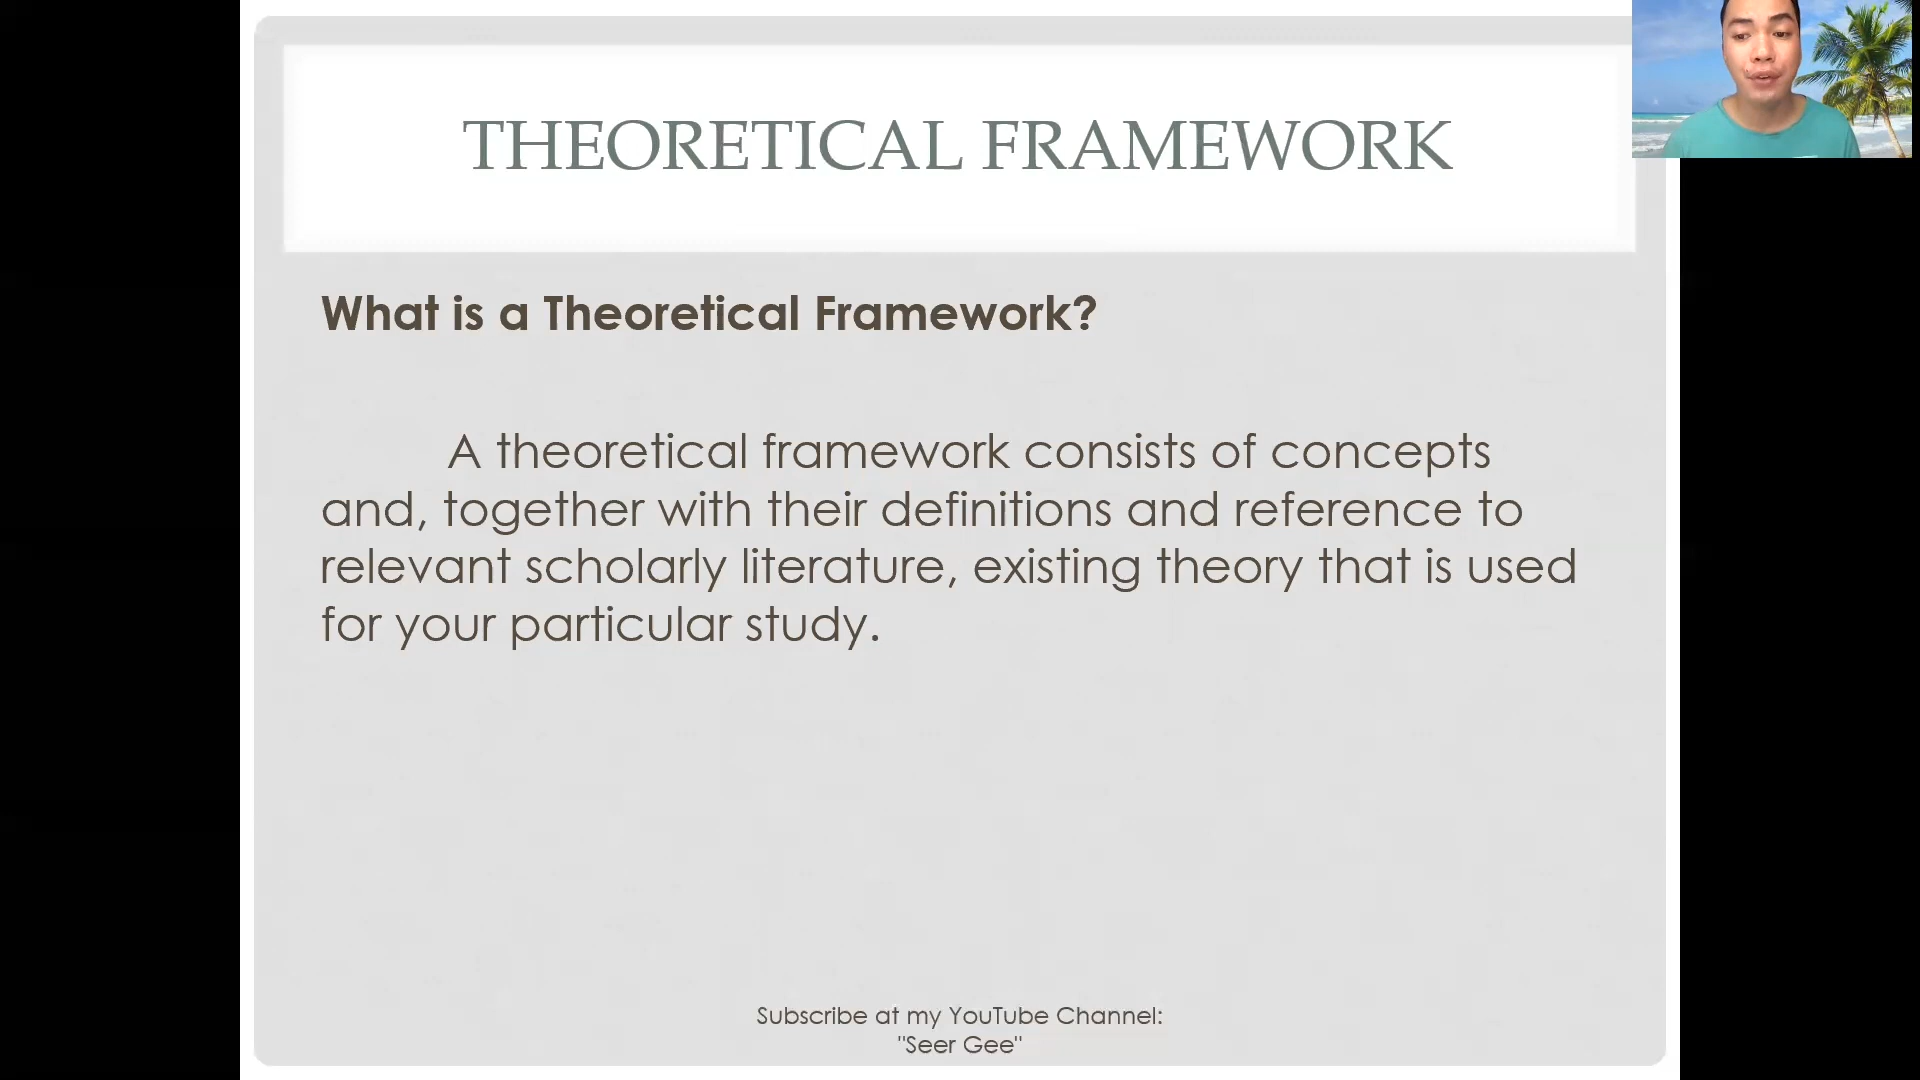 THEORETICAL FRAMEWORK
What is a Theoretical Framework?
A theoretical framework consists of concepts
and, together with their definitions and reference to
relevant scholarly literature, existing theory that is used
for your particular study.
Subscribe at my YouTube Channel:
"Seer Gee"